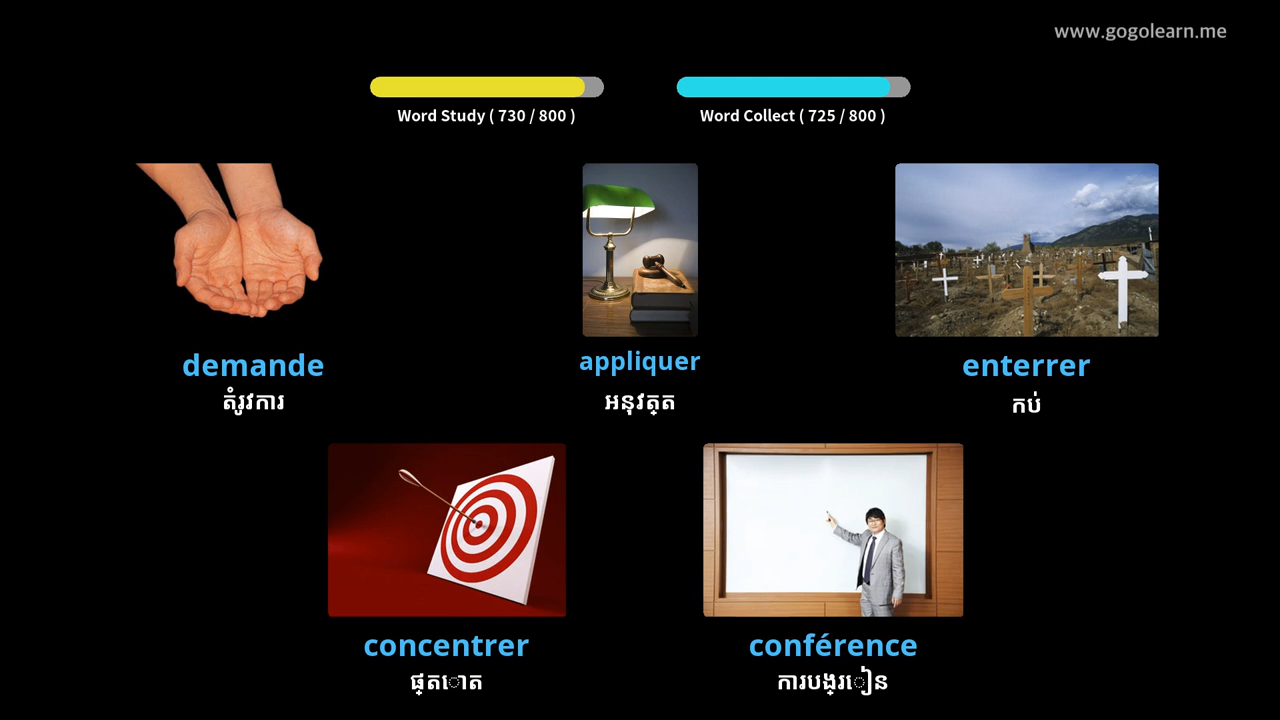 www.gogolearn.me
Word Study ( 730 / 800 )
Word Collect ( 725 / 800 )
demande
តំរូវការ
appliquer
អនុវត្ត
enterrer
កប់
concentrer
ផ្តោត
conférence
ការបង្រៀន